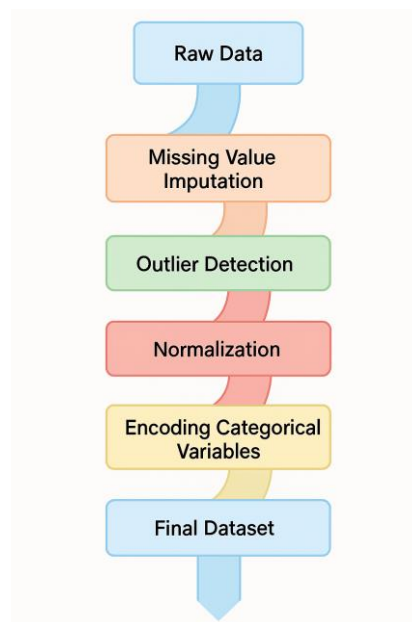 Raw Data
Missing Value
Imputation
Outlier Detection
Normalization
Encoding Categorical
Variables
Final Dataset